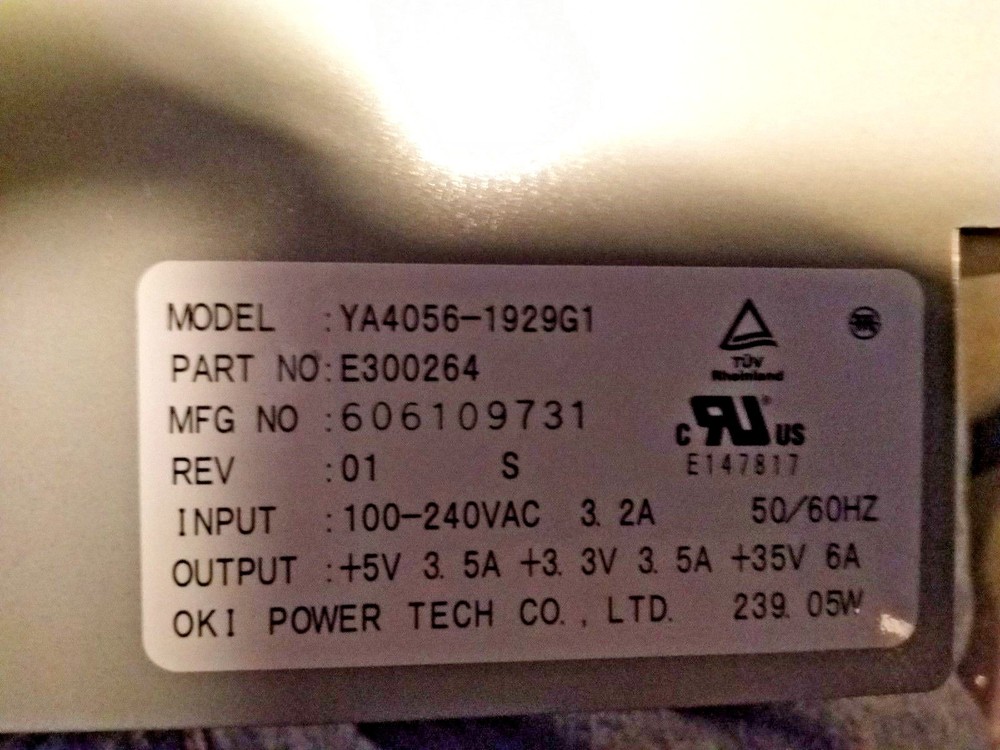 MODEL :YA4056-1929G1
PART NO:E300264
MFG NO :606109731
REV :01 S
INPUT :100-240VAC 3.2A 50/60HZ
OUTPUT :+5V 3.5A +3.3V 3.5A +35V 6A
OKI POWER TECH CO., LTD. 239.05W
TÜV
Rheinland
c RU® US
E147817